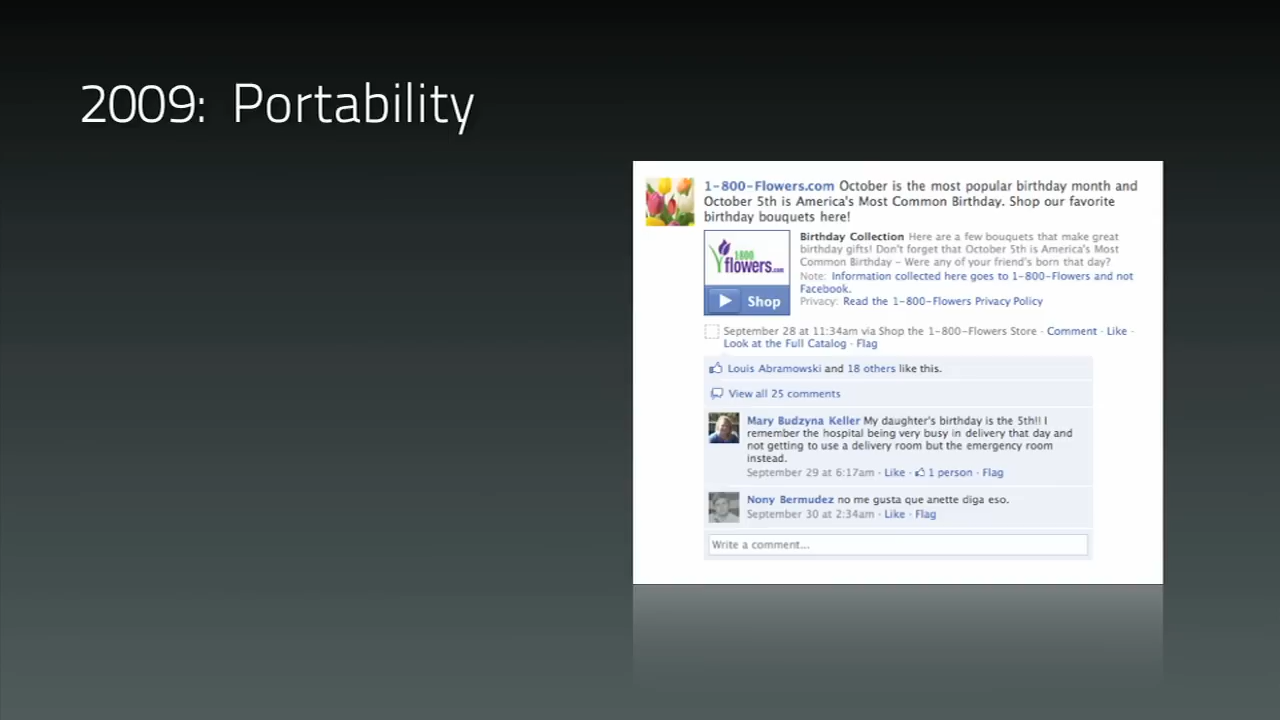 2009: Portability
1-800-Flowers.com October is the most popular birthday month and
October 5th is America's Most Common Birthday. Shop our favorite
birthday bouquets here!
1-800
flowers.com
Shop
Birthday Collection Here are a few bouquets that make great
birthday gifts! Don't forget that October 5th is America's Most
Common Birthday - Were any of your friend's born that day?
Note: Information collected here goes to 1-800-Flowers and not
Facebook.
Privacy: Read the 1-800-Flowers Privacy Policy
September 28 at 11:34am via Shop the 1-800-Flowers Store · Comment · Like ·
Look at the Full Catalog · Flag
Louis Abramowski and 18 others like this.
View all 25 comments
Mary Budzyna Keller My daughter's birthday is the 5th!! I
remember the hospital being very busy in delivery that day and
not getting to use a delivery room but the emergency room
instead.
September 29 at 6:17am · Like · 1 person · Flag
Nony Bermudez no me gusta que anette diga eso.
September 30 at 2:34am · Like · Flag
Write a comment...